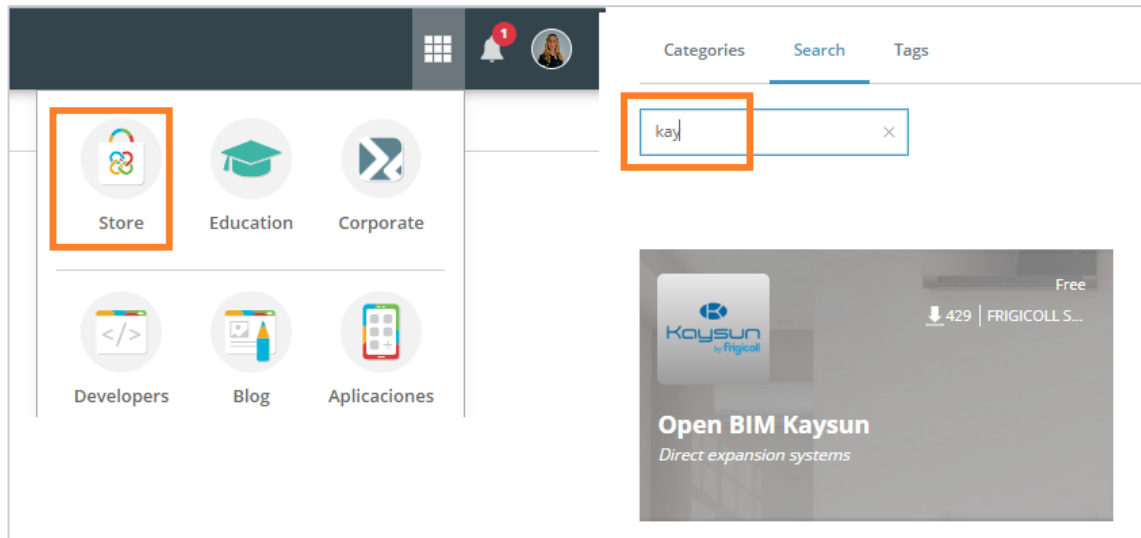 1
Store
Education
Corporate
</>
Developers
Blog
Aplicaciones
Categories
Search
Tags
kay
Free
429 | FRIGICOLL S...
Kaysun
by Frigicoll
Open BIM Kaysun
Direct expansion systems